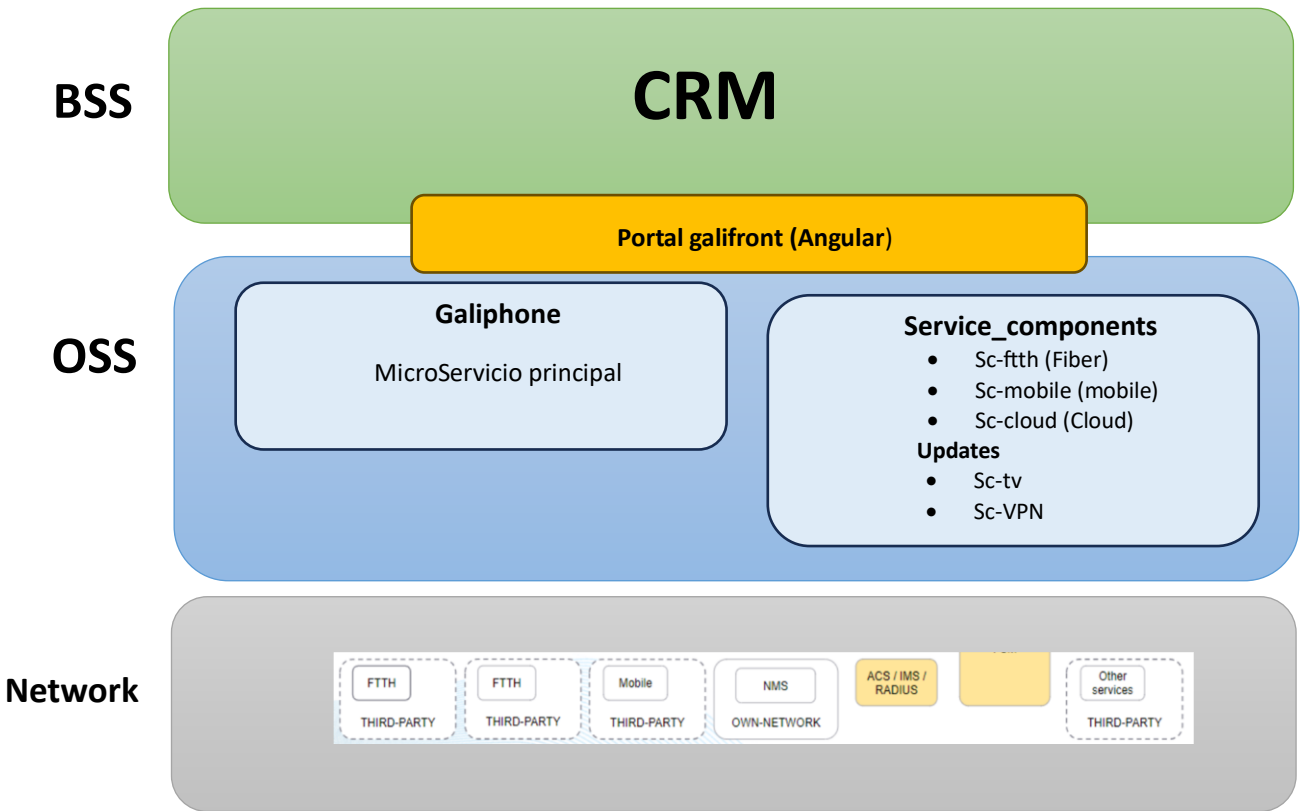 BSS
CRM
Portal galifront (Angular)
OSS
Galiphone
MicroServicio principal
Service_components
• Sc-ftth (Fiber)
• Sc-mobile (mobile)
• Sc-cloud (Cloud)
Updates
• Sc-tv
• Sc-VPN
Network
FTTH
THIRD-PARTY
FTTH
THIRD-PARTY
Mobile
THIRD-PARTY
NMS
OWN-NETWORK
ACS / IMS /
RADIUS
Other
services
THIRD-PARTY